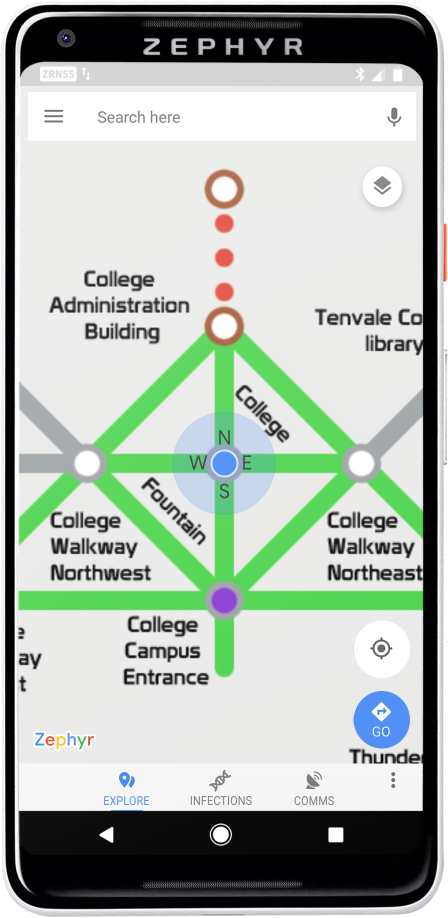 ZEPHYR
ZRNSS
Search here
College
Administration
Building
Tenvale Co
library
College
N
W E
S
Fountain
College
Walkway
Northwest
College
Walkway
Northeast
College
Campus
Entrance
e
ay
t
GO
Zephyr
Thunder
EXPLORE
INFECTIONS
COMMS